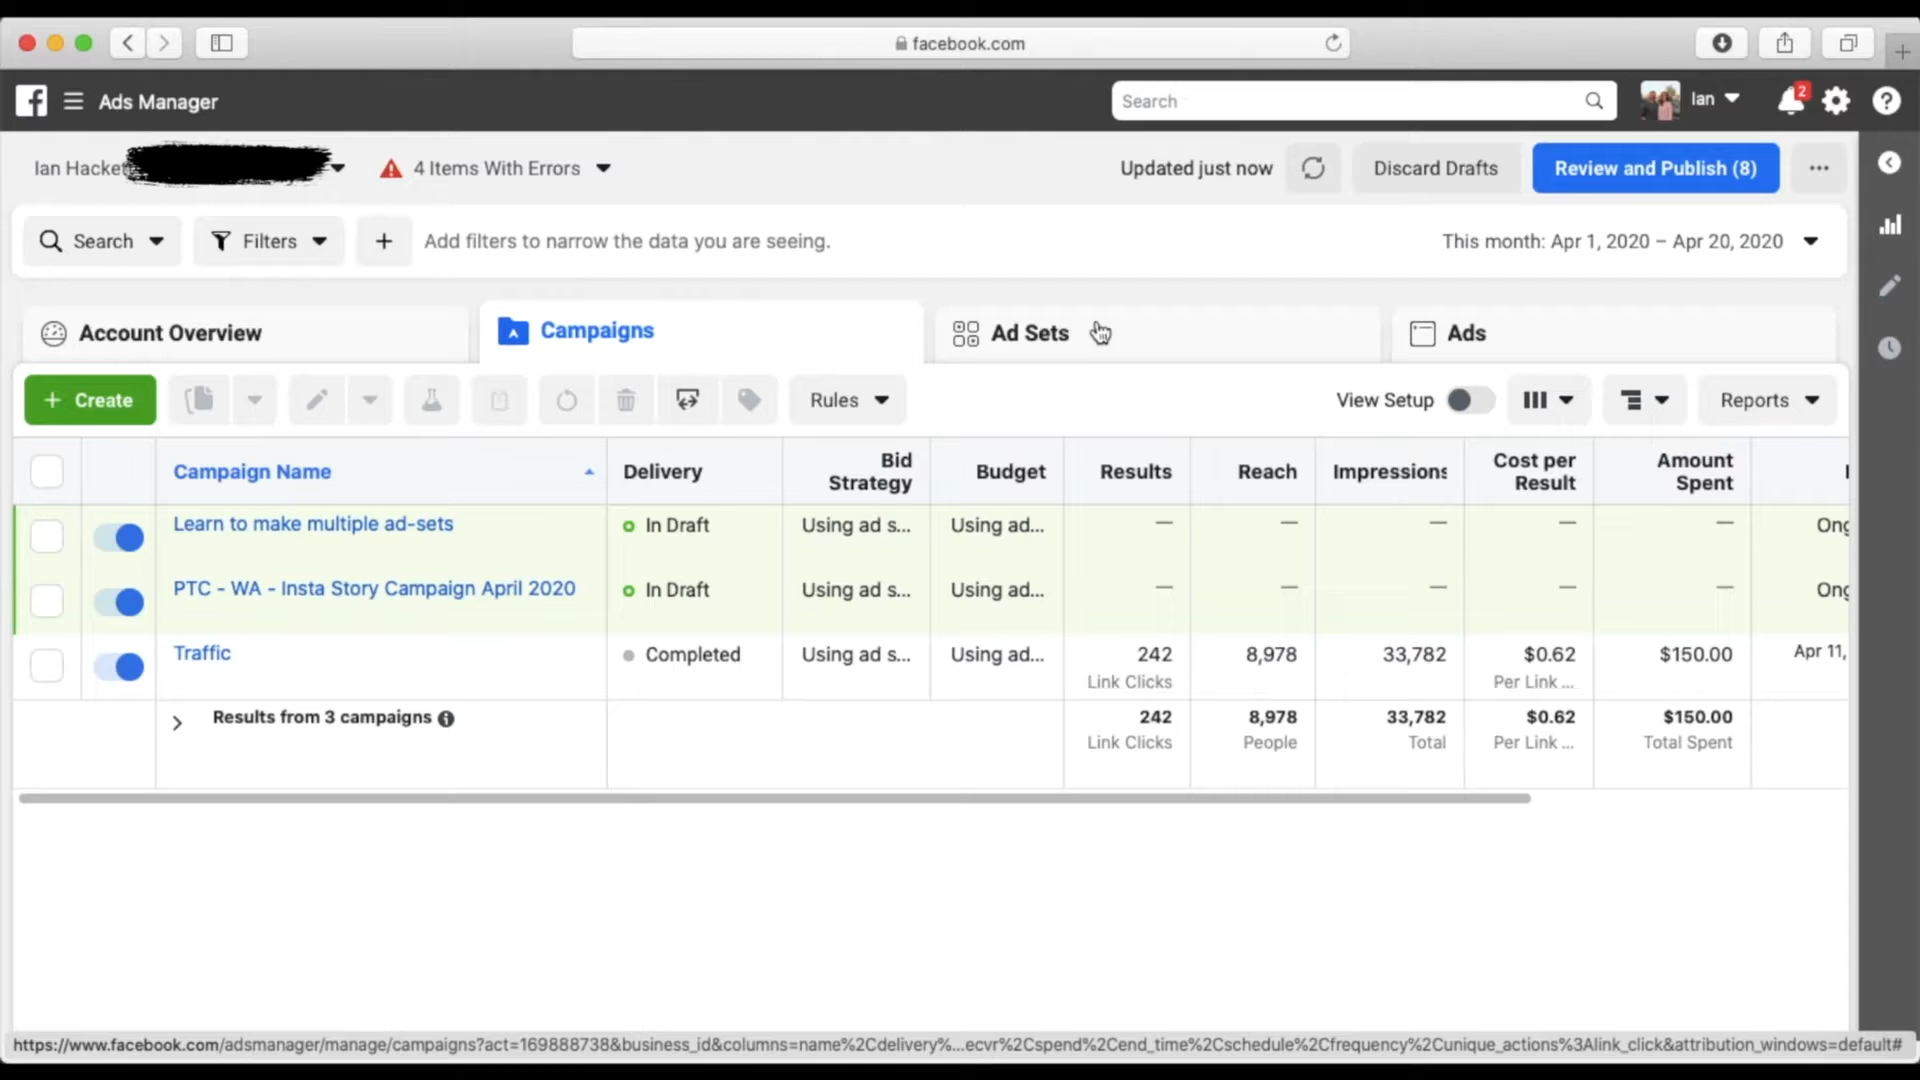 facebook.com
Ads Manager
Search
Ian
2
Ian Hacket
4 Items With Errors
Updated just now
Discard Drafts
Review and Publish (8)
Search
Filters
Add filters to narrow the data you are seeing.
This month: Apr 1, 2020 – Apr 20, 2020
Account Overview
Campaigns
Ad Sets
Ads
+ Create
Rules
View Setup
Reports
Campaign Name
Delivery
Bid Strategy
Budget
Results
Reach
Impressions
Cost per Result
Amount Spent
Learn to make multiple ad-sets
In Draft
Using ad s...
Using ad...
—
—
—
—
—
Ong
PTC - WA - Insta Story Campaign April 2020
In Draft
Using ad s...
Using ad...
—
—
—
—
—
Ong
Traffic
Completed
Using ad s...
Using ad...
242
Link Clicks
8,978
33,782
$0.62
Per Link ...
$150.00
Apr 11,
Results from 3 campaigns
242
Link Clicks
8,978
People
33,782
Total
$0.62
Per Link ...
$150.00
Total Spent
https://www.facebook.com/adsmanager/manage/campaigns?act=169888738&business_id&columns=name%2Cdelivery%...ecvr%2Cspend%2Cend_time%2Cschedule%2Cfrequency%2Cunique_actions%3Alink_click&attribution_windows=default#